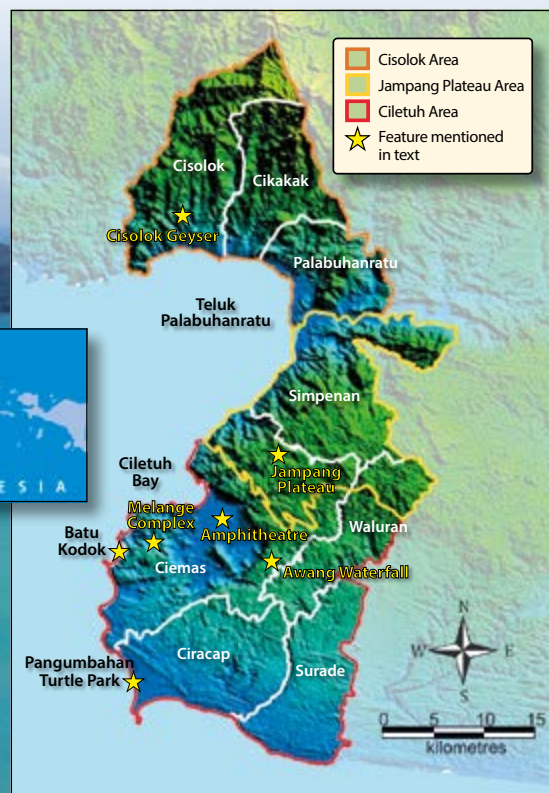 Cisolok Area
Jampang Plateau Area
Ciletuh Area
Feature mentioned
in text
Cisolok
Cikakak
Cisolok Geyser
Palabuhanratu
Teluk
Palabuhanratu
Simpenan
ESIA
Ciletuh
Bay
Jampang
Plateau
Melange
Complex
Waluran
Amphitheatre
Batu
Kodok
Ciemas
Awang Waterfall
N
W
E
S
Ciracap
Pangumbahan
Turtle Park
Surade
0 5 10 15
kilometres